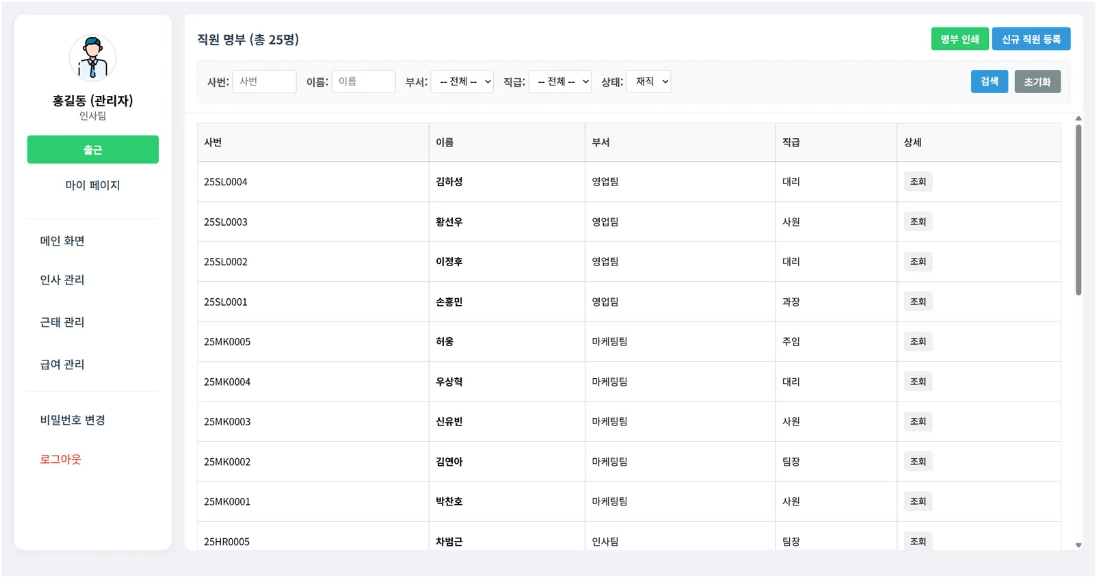 홍길동 (관리자)
인사팀
출근
마이 페이지
메인 화면
인사 관리
근태 관리
급여 관리
비밀번호 변경
로그아웃
직원 명부 (총 25명)
명부 인쇄 신규 직원 등록
사번: 사번 이름: 이름 부서: -- 전체 -- 직급: -- 전체 -- 상태: 재직 검색 초기화
사번 이름 부서 직급 상세
25SL0004 김하성 영업팀 대리 조회
25SL0003 황선우 영업팀 사원 조회
25SL0002 이정후 영업팀 대리 조회
25SL0001 손흥민 영업팀 과장 조회
25MK0005 허웅 마케팅팀 주임 조회
25MK0004 우상혁 마케팅팀 대리 조회
25MK0003 신유빈 마케팅팀 사원 조회
25MK0002 김연아 마케팅팀 팀장 조회
25MK0001 박찬호 마케팅팀 사원 조회
25HR0005 차범근 인사팀 팀장 조회